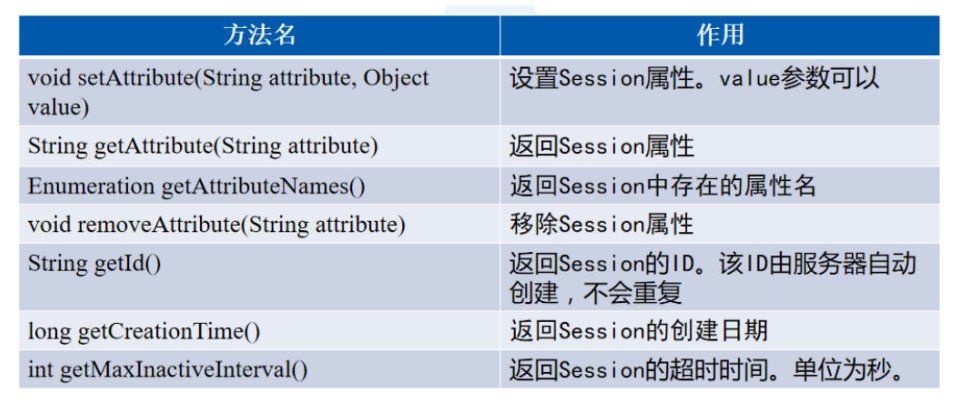 方法名
作用
void setAttribute(String attribute, Object
value)
设置Session属性。value参数可以
String getAttribute(String attribute)
返回Session属性
Enumeration getAttributeNames()
返回Session中存在的属性名
void removeAttribute(String attribute)
移除Session属性
String getId()
返回Session的ID。该ID由服务器自动
创建，不会重复
long getCreationTime()
返回Session的创建日期
int getMaxInactiveInterval()
返回Session的超时时间。单位为秒。